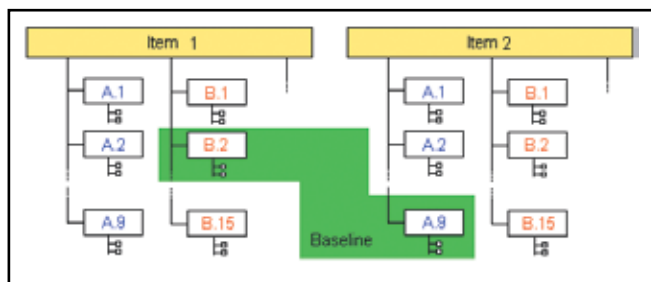 Item 1
Item 2
A.1
B.1
A.1
B.1
A.2
B.2
A.2
B.2
A.9
B.15
Baseline
A.9
B.15